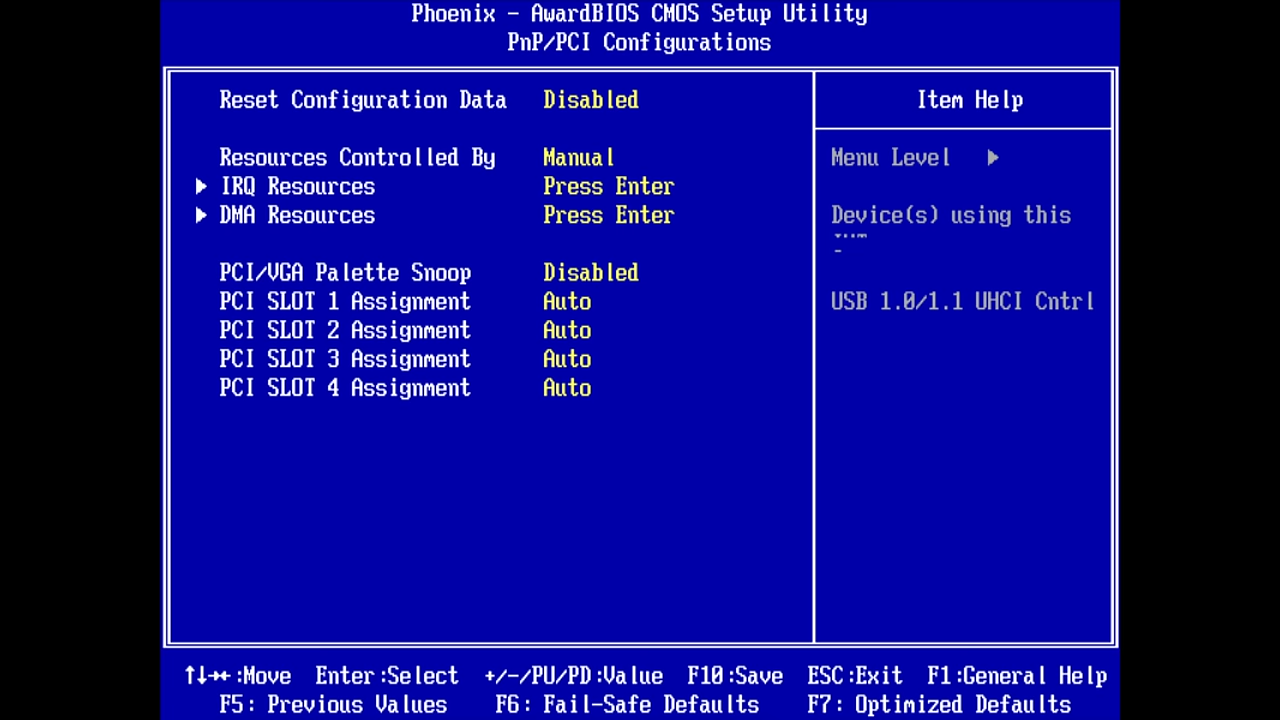 Phoenix - AwardBIOS CMOS Setup Utility
PnP/PCI Configurations
Reset Configuration Data Disabled
Resources Controlled By Manual
IRQ Resources Press Enter
DMA Resources Press Enter
PCI/VGA Palette Snoop Disabled
PCI SLOT 1 Assignment Auto
PCI SLOT 2 Assignment Auto
PCI SLOT 3 Assignment Auto
PCI SLOT 4 Assignment Auto
Item Help
Menu Level ▶
Device(s) using this
USB 1.0/1.1 UHCI Cntrl
↑↓→←:Move Enter:Select +/-/PU/PD:Value F10:Save ESC:Exit F1:General Help
F5: Previous Values F6: Fail-Safe Defaults F7: Optimized Defaults